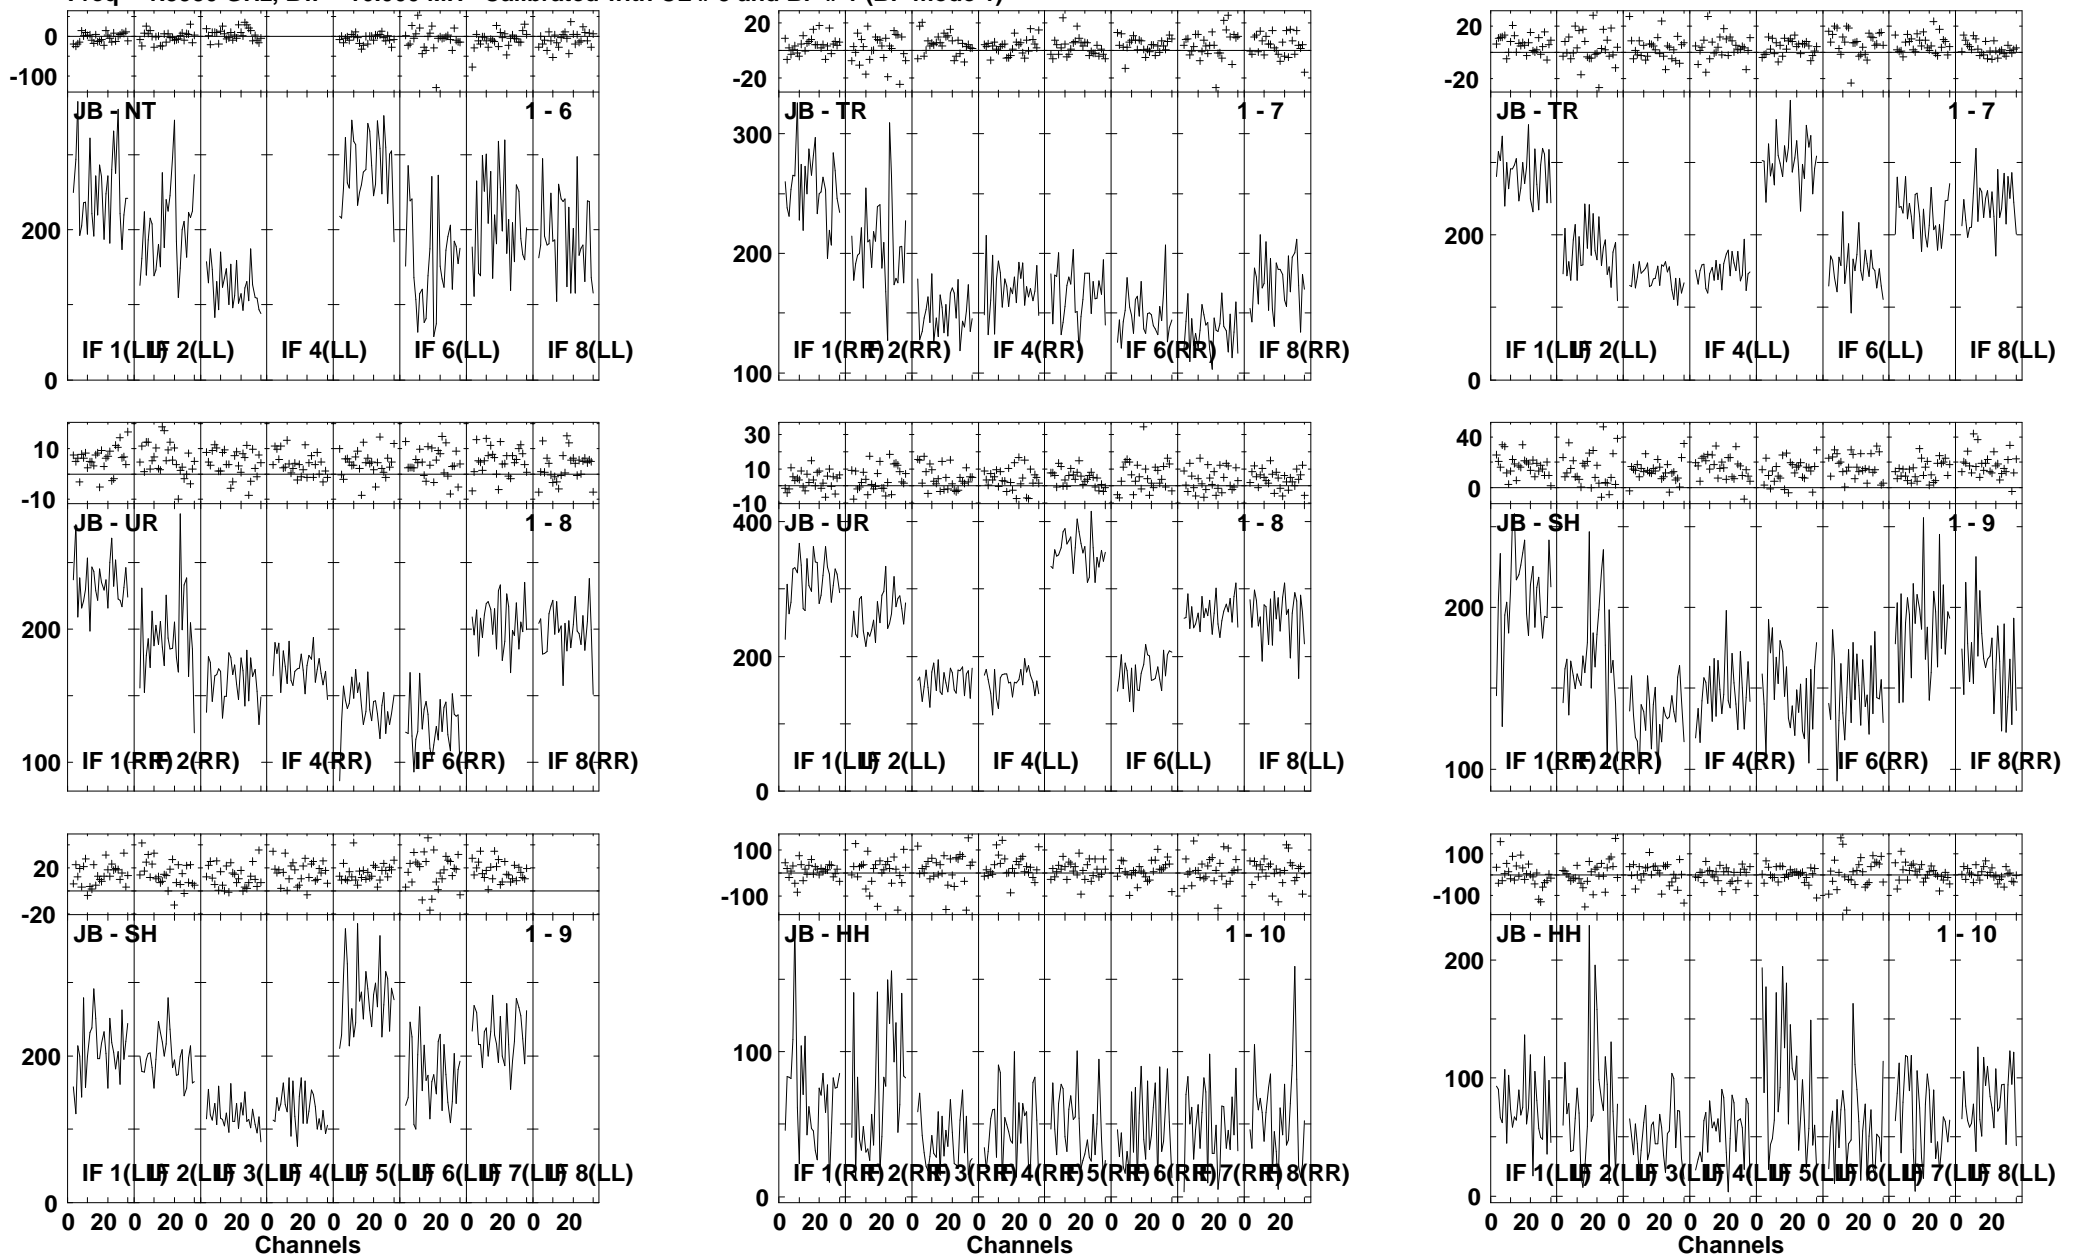 0 20 20
-100 -20 -20
JB - NT 1 - 6 JB - TR 1 - 7 JB - TR 1 - 7
300
200 200 200
IF 1(LL) IF 2(LL) IF 4(LL) IF 6(LL) IF 8(LL) IF 1(RR) IF 2(RR) IF 4(RR) IF 6(RR) IF 8(RR) IF 1(LL) IF 2(LL) IF 4(LL) IF 6(LL) IF 8(LL)
0 100 0
10 30 10 40
-10 -10 0
JB - UR 1 - 8 400 JB - UR 1 - 8 JB - SH 1 - 9
200 200 200
100 IF 1(RR) IF 2(RR) IF 4(RR) IF 6(RR) IF 8(RR) IF 1(LL) IF 2(LL) IF 4(LL) IF 6(LL) IF 8(LL) 100 IF 1(RR) IF 2(RR) IF 4(RR) IF 6(RR) IF 8(RR)
0
20 100 100
-20 -100 -100
JB - SH 1 - 9 JB - HH 1 - 10 JB - HH 1 - 10
200 100 200
100
IF 1(LL) IF 2(LL) IF 3(LL) IF 4(LL) IF 5(LL) IF 6(LL) IF 7(LL) IF 8(LL) IF 1(RR) IF 2(RR) IF 3(RR) IF 4(RR) IF 5(RR) IF 6(RR) IF 7(RR) IF 8(RR) IF 1(LL) IF 2(LL) IF 3(LL) IF 4(LL) IF 5(LL) IF 6(LL) IF 7(LL) IF 8(LL)
0 0 0
0 20 0 20 0 20 0 20 0 20 0 20 0 20 0 20 0 20 0 20 0 20 0 20 0 20 0 20 0 20 0 20 0 20 0 20 0 20 0 20 0 20 0 20 0 20 0 20
Channels Channels Channels